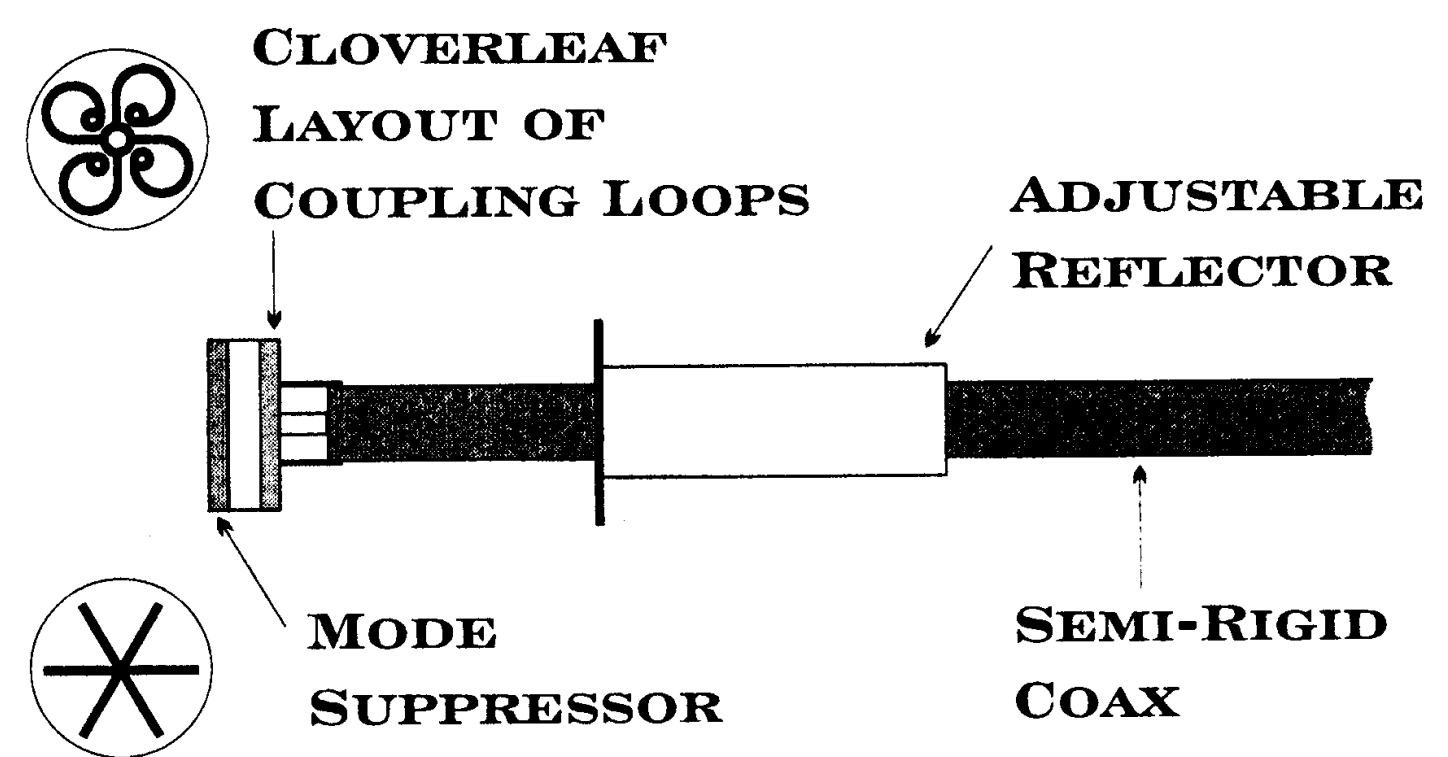 CLOVERLEAF
LAYOUT OF
COUPLING LOOPS
ADJUSTABLE
REFLECTOR
MODE
SUPPRESSOR
SEMI-RIGID
COAX